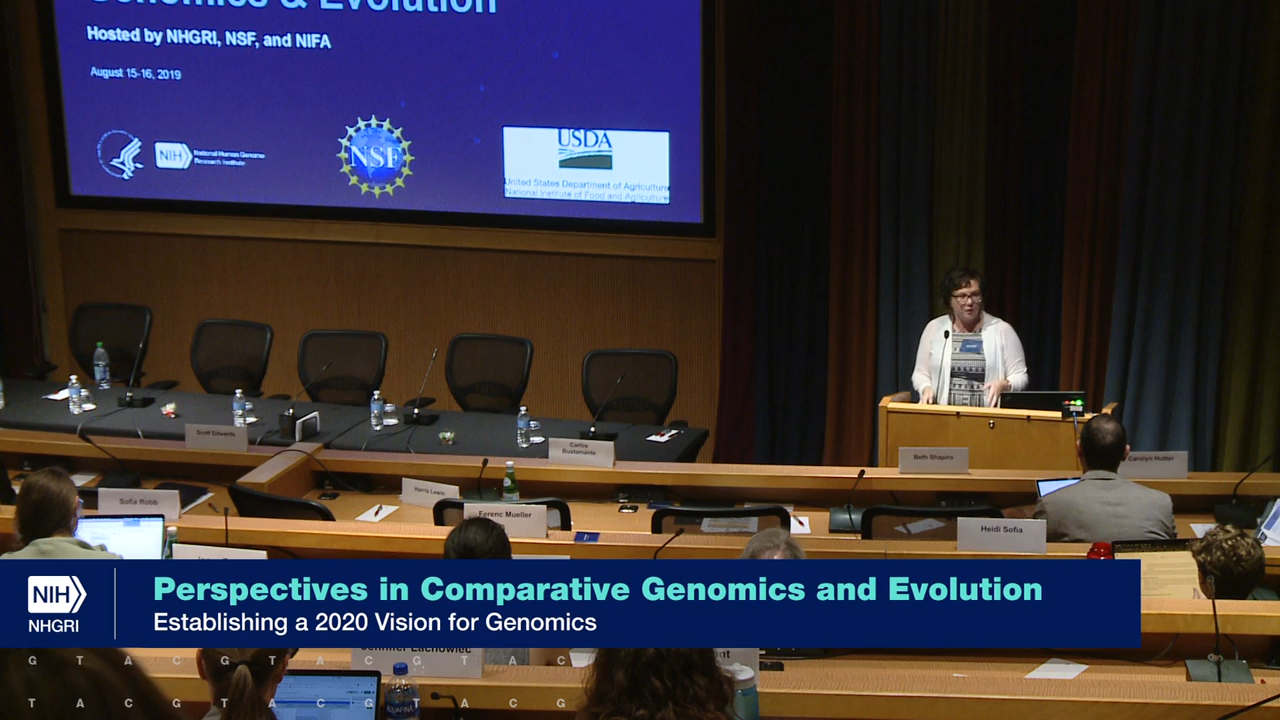 Genomics & Evolution
Hosted by NHGRI, NSF, and NIFA
August 15-16, 2019
NIH
National Human Genome
Research Institute
NSF
USDA
United States Department of Agriculture
National Institute of Food and Agriculture
Scott Edwards
Carlos
Bustamante
Beth Shapiro
Carolyn Hutter
Sofia Robb
Harris Lewin
Ferenc Mueller
Heidi Sofia
NIH
NHGRI
Perspectives in Comparative Genomics and Evolution
Establishing a 2020 Vision for Genomics
Jennifer Lachowiec
G T A C G T A C G T A C
T A C G T A C G T A C G
AQUAFINA